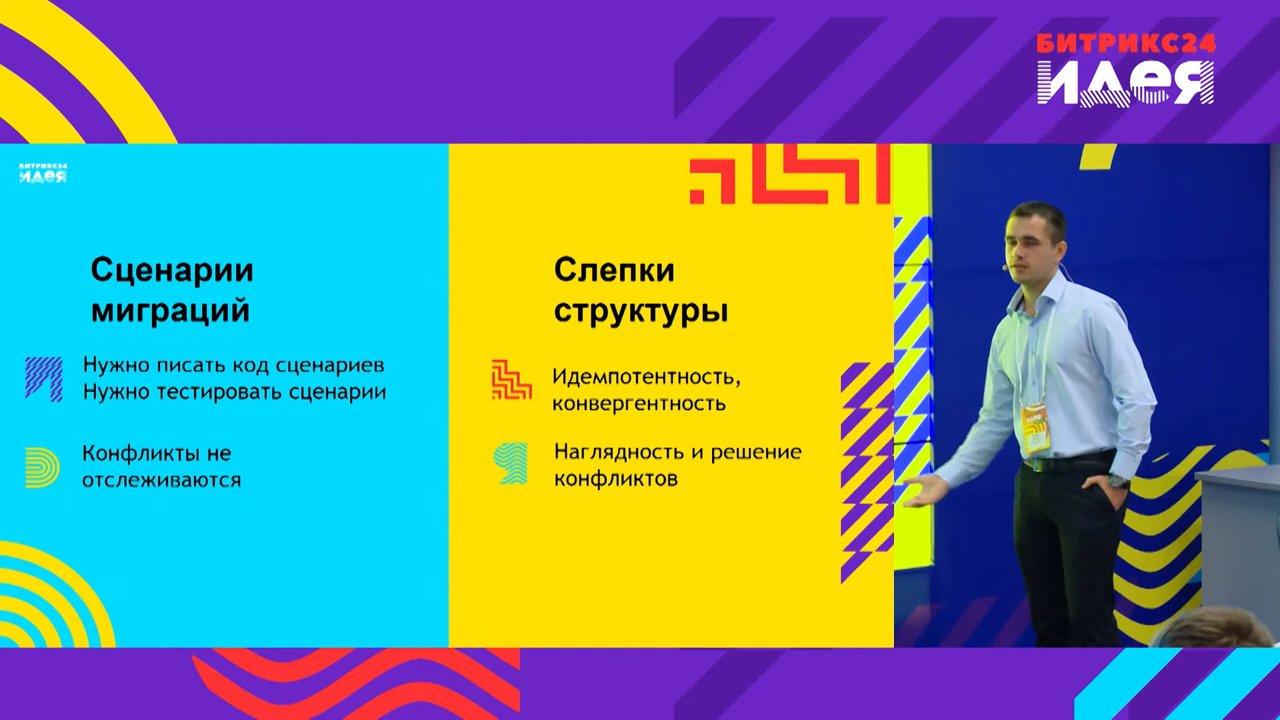 БИТРИКС24
идея
БИТРИКС24
идея
Сценарии
миграций
Нужно писать код сценариев
Нужно тестировать сценарии
Конфликты не
отслеживаются
Слепки
структуры
Идемпотентность,
конвергентность
Наглядность и решение
конфликтов